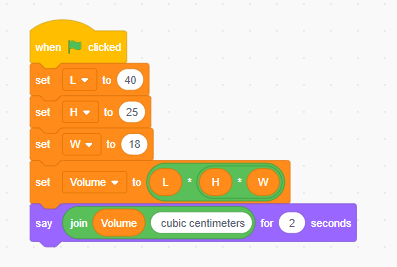 when clicked
set L to 40
set H to 25
set W to 18
set Volume to L * H * W
say join Volume cubic centimeters for 2 seconds